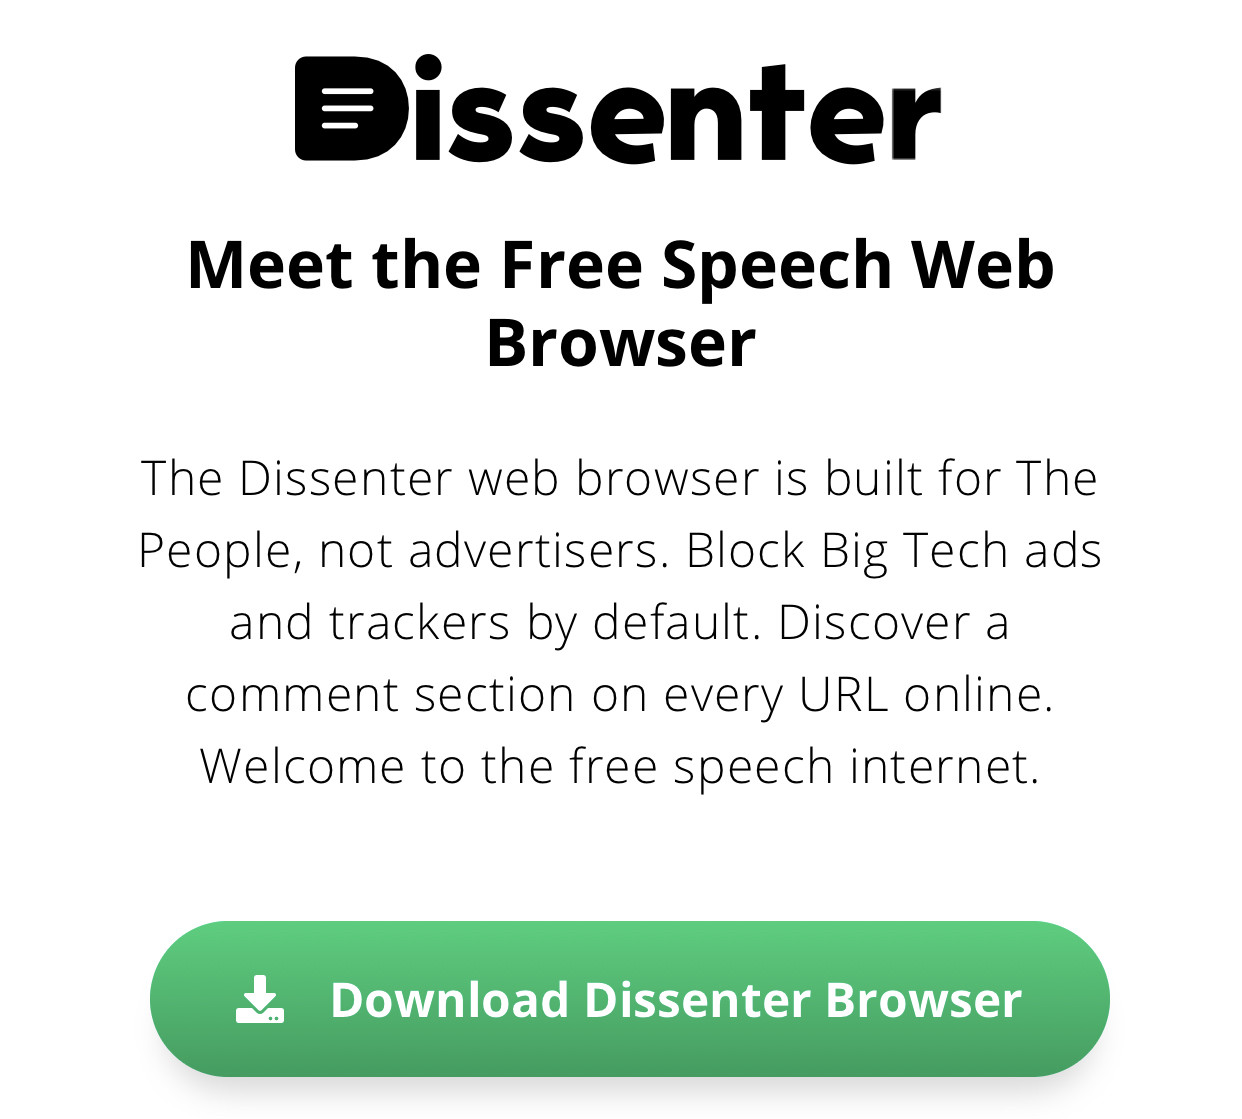 Dissenter
Meet the Free Speech Web
Browser
The Dissenter web browser is built for The
People, not advertisers. Block Big Tech ads
and trackers by default. Discover a
comment section on every URL online.
Welcome to the free speech internet.
Download Dissenter Browser